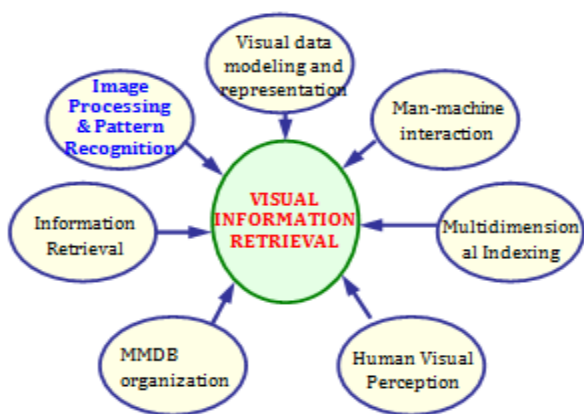 Visual data
modeling and
representation
Image
Processing
& Pattern
Recognition
Man-machine
interaction
VISUAL
INFORMATION
RETRIEVAL
Information
Retrieval
Multidimension
al Indexing
MMDB
organization
Human Visual
Perception